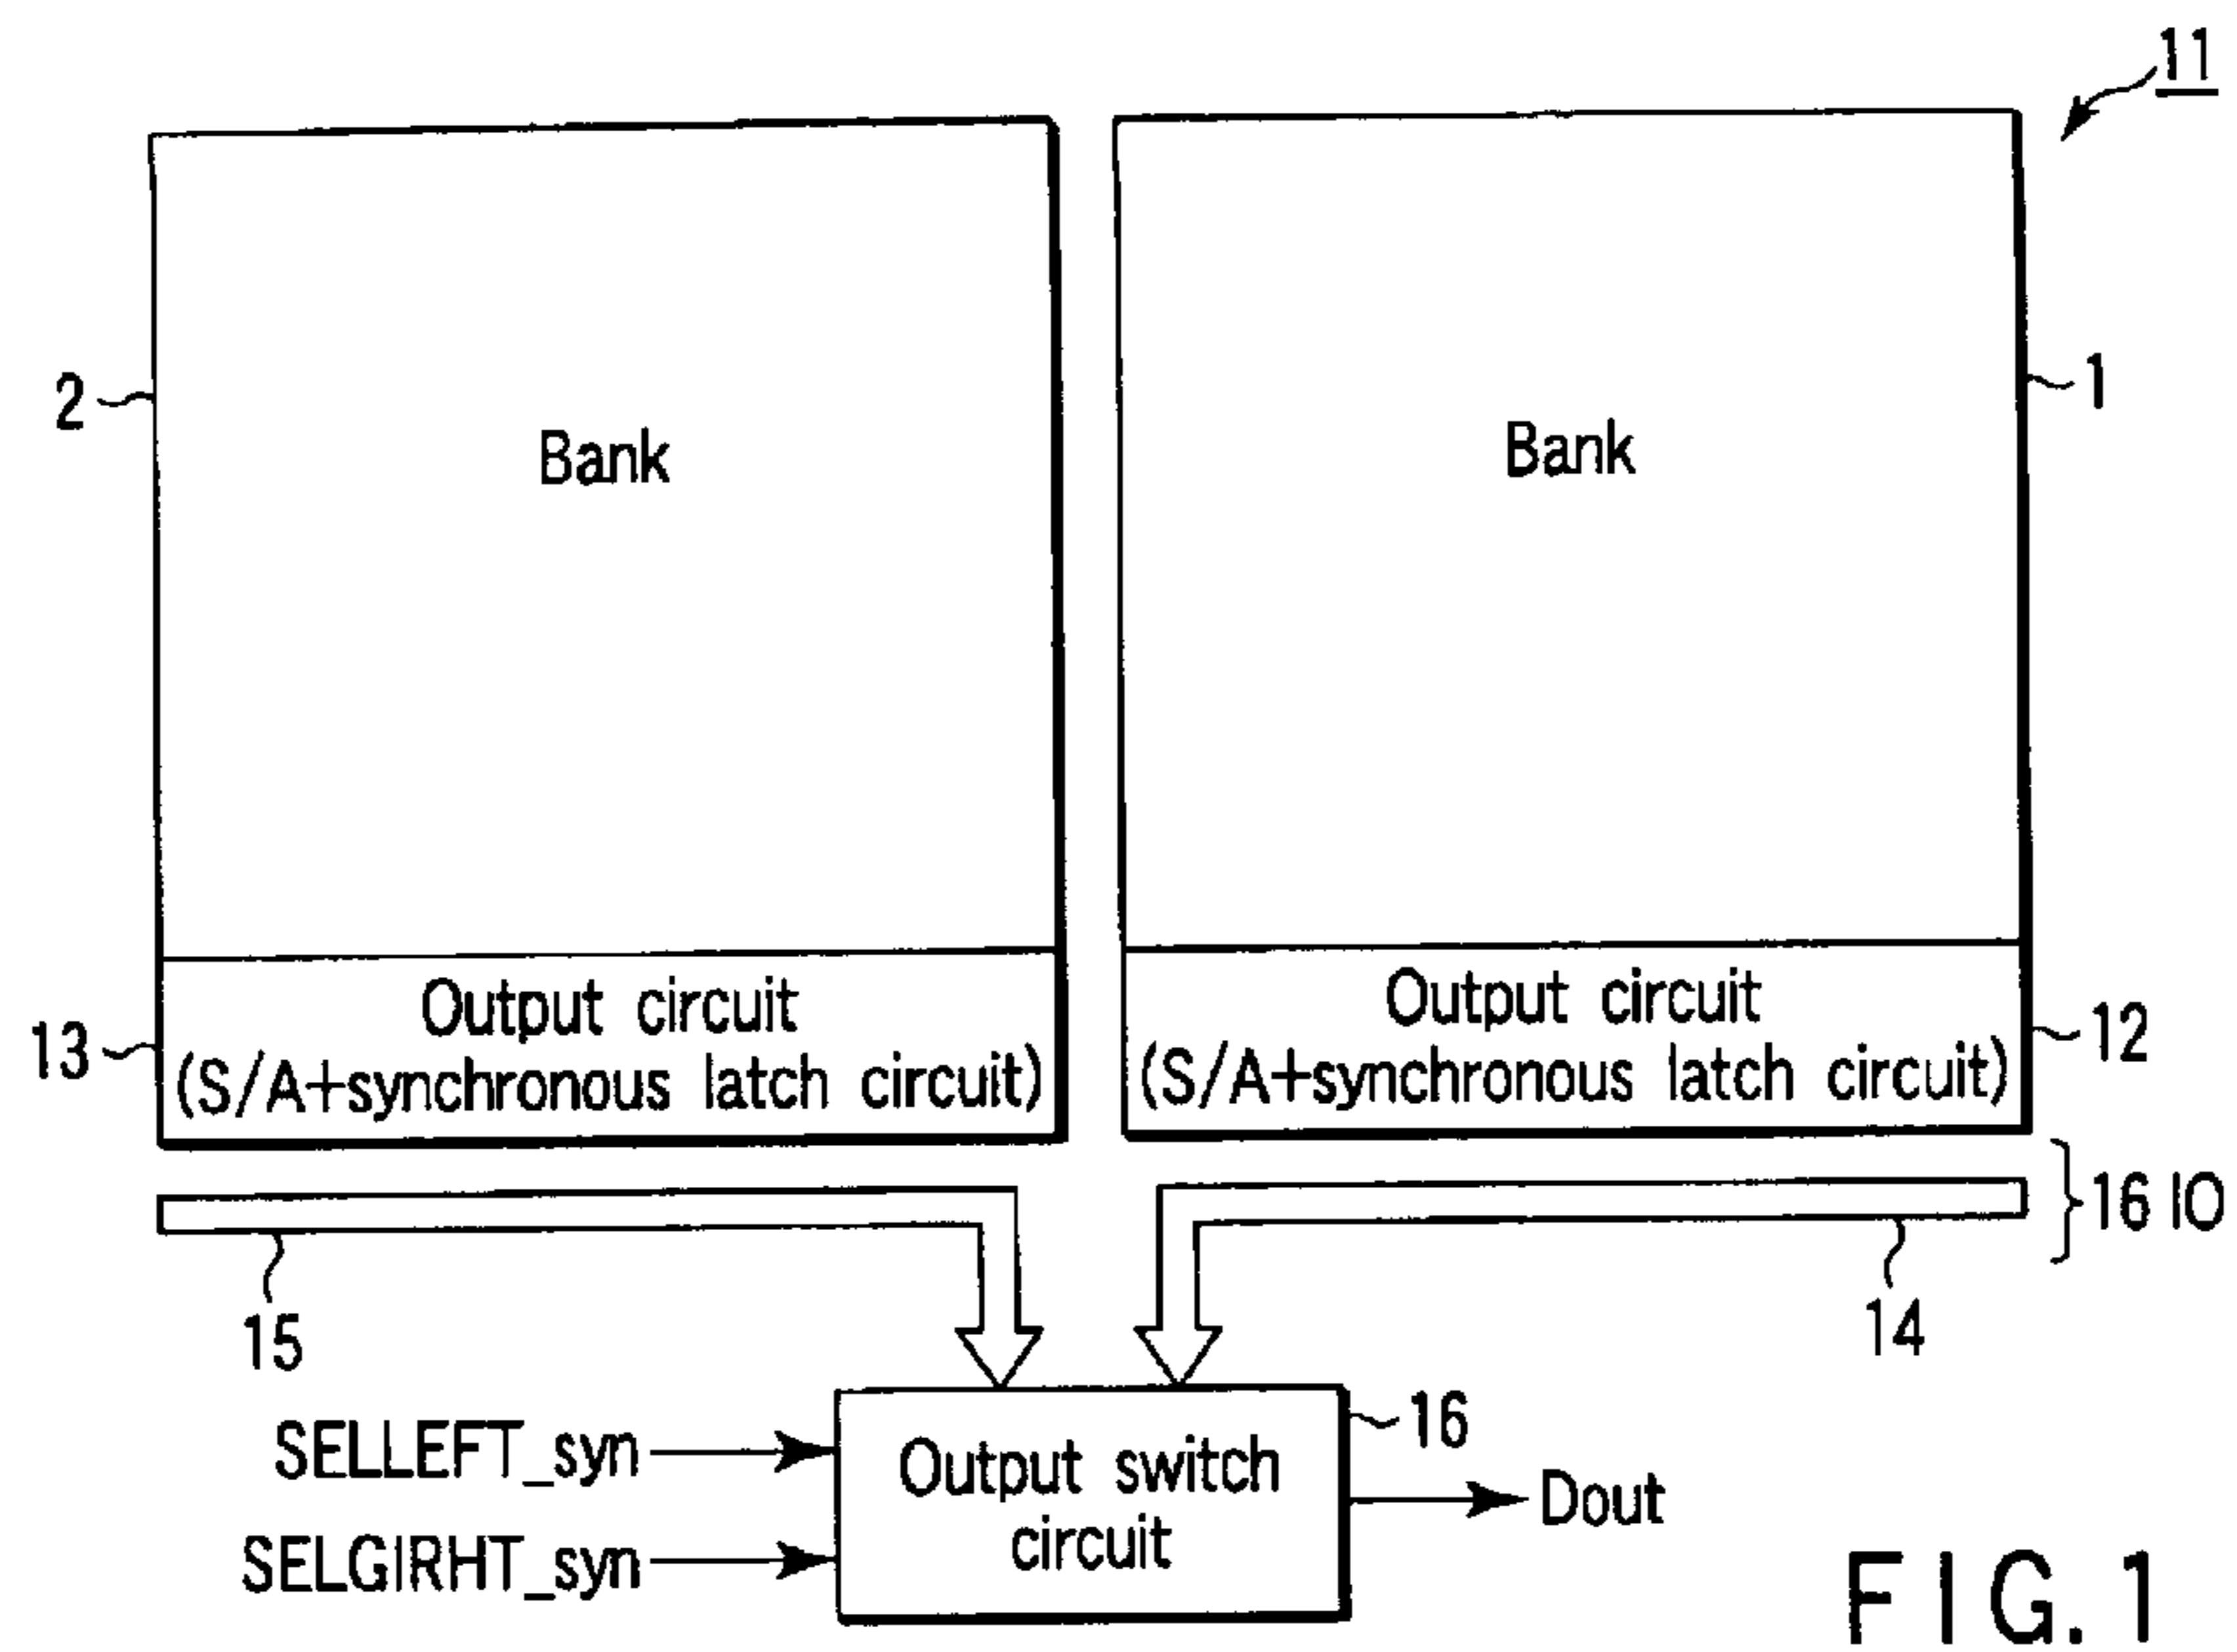 11
2
Bank
Bank
1
13
Output circuit
(S/A+synchronous latch circuit)
Output circuit
(S/A+synchronous latch circuit)
12
16 IO
15
14
SELLEFT_syn
SELGIRHT_syn
Output switch
circuit
16
Dout
FIG. 1